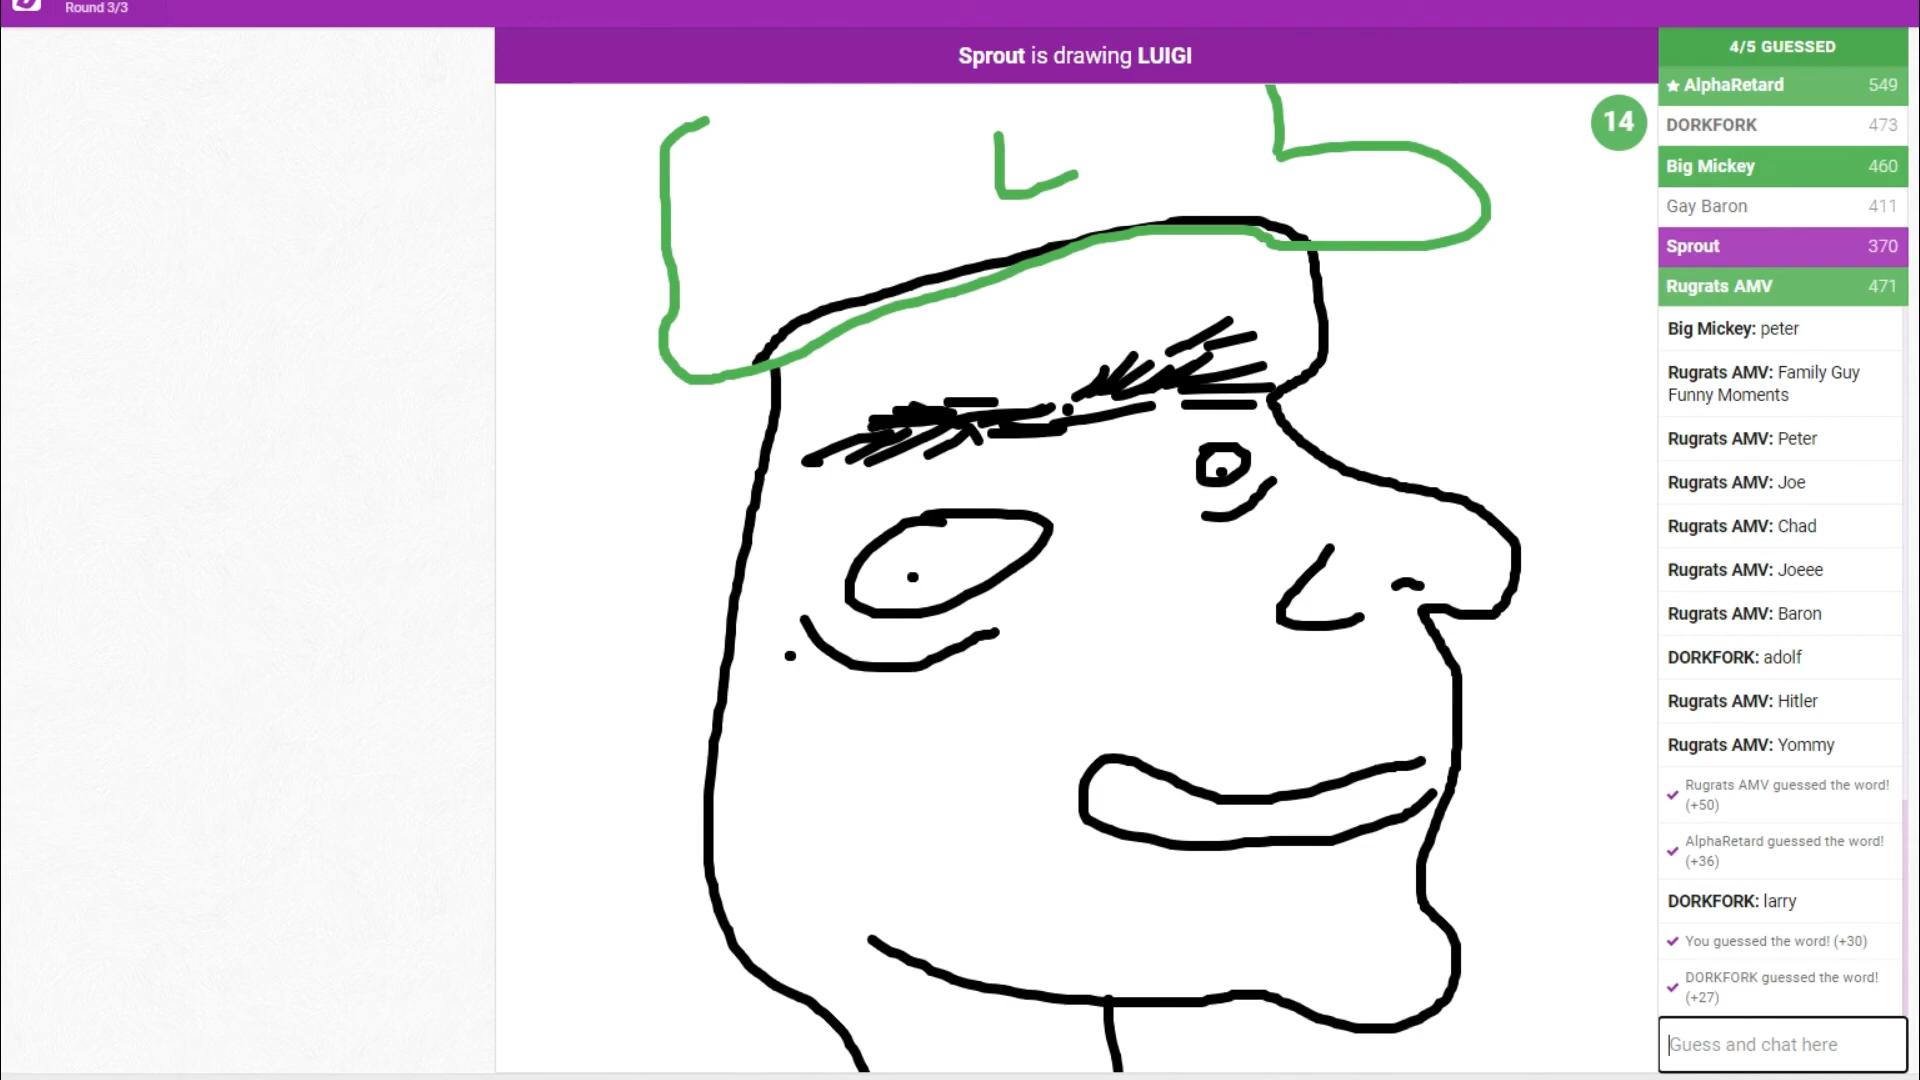 Round 3/3
Sprout is drawing LUIGI
14
L
4/5 GUESSED
AlphaRetard 549
DORKFORK 473
Big Mickey 460
Gay Baron 411
Sprout 370
Rugrats AMV 471
Big Mickey: peter
Rugrats AMV: Family Guy
Funny Moments
Rugrats AMV: Peter
Rugrats AMV: Joe
Rugrats AMV: Chad
Rugrats AMV: Joeee
Rugrats AMV: Baron
DORKFORK: adolf
Rugrats AMV: Hitler
Rugrats AMV: Yommy
Rugrats AMV guessed the word!
(+50)
AlphaRetard guessed the word!
(+36)
DORKFORK: larry
You guessed the word! (+30)
DORKFORK guessed the word!
(+27)
Guess and chat here